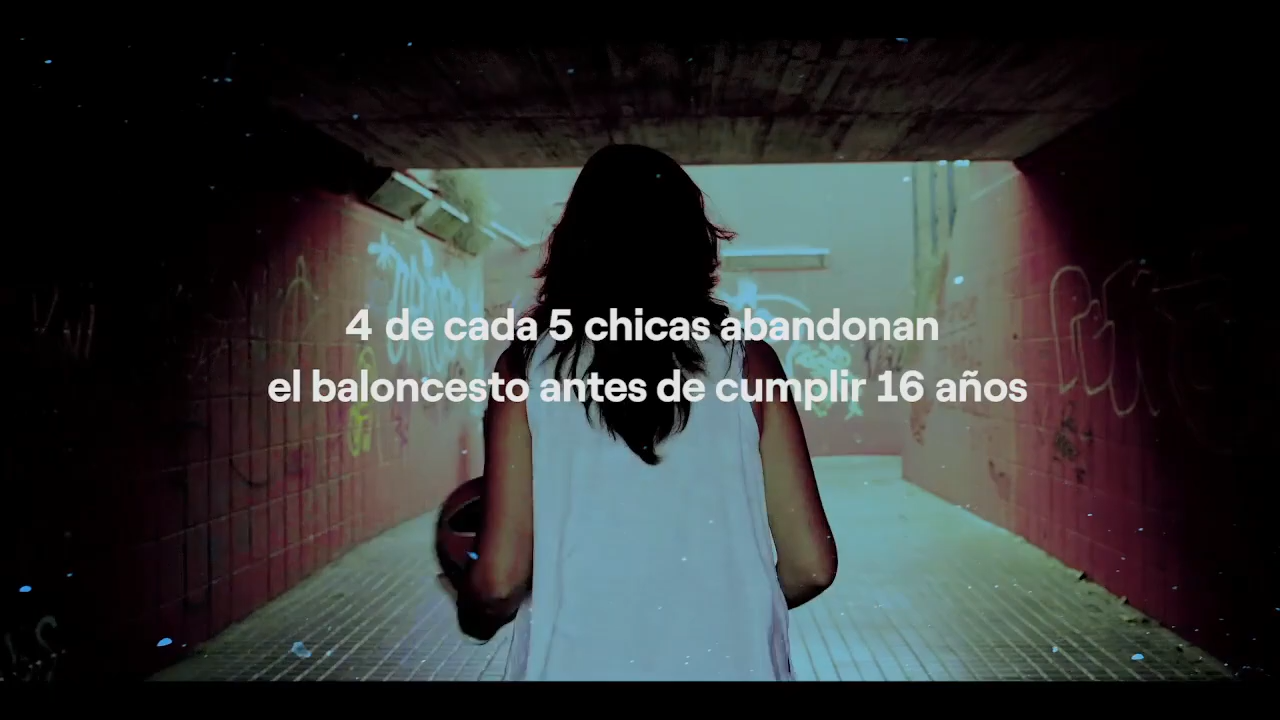 4 de cada 5 chicas abandonan
el baloncesto antes de cumplir 16 años